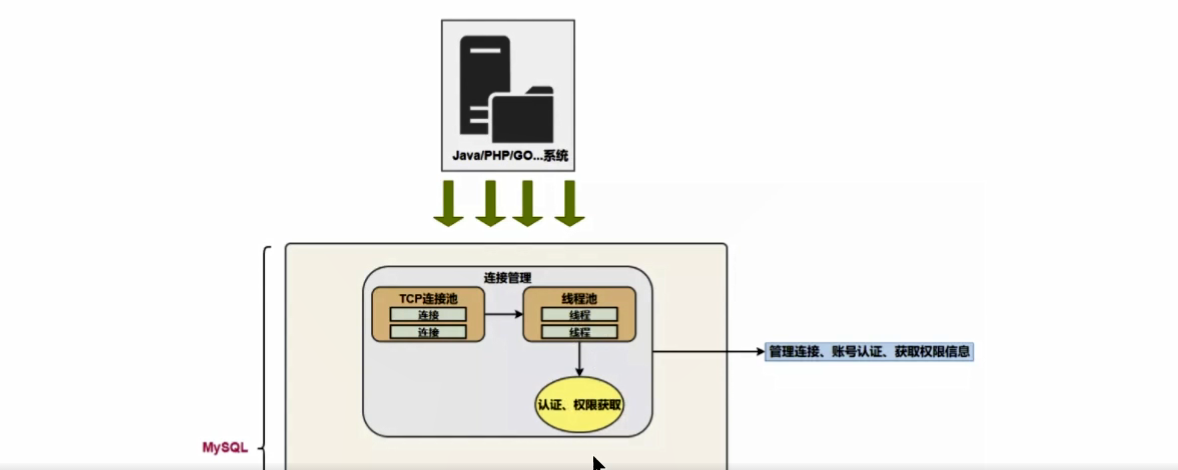 Java/PHP/GO...系统
连接管理
TCP连接池
线程池
连接
线程
连接
线程
管理连接、账号认证、获取权限信息
认证、权限获取
MySQL